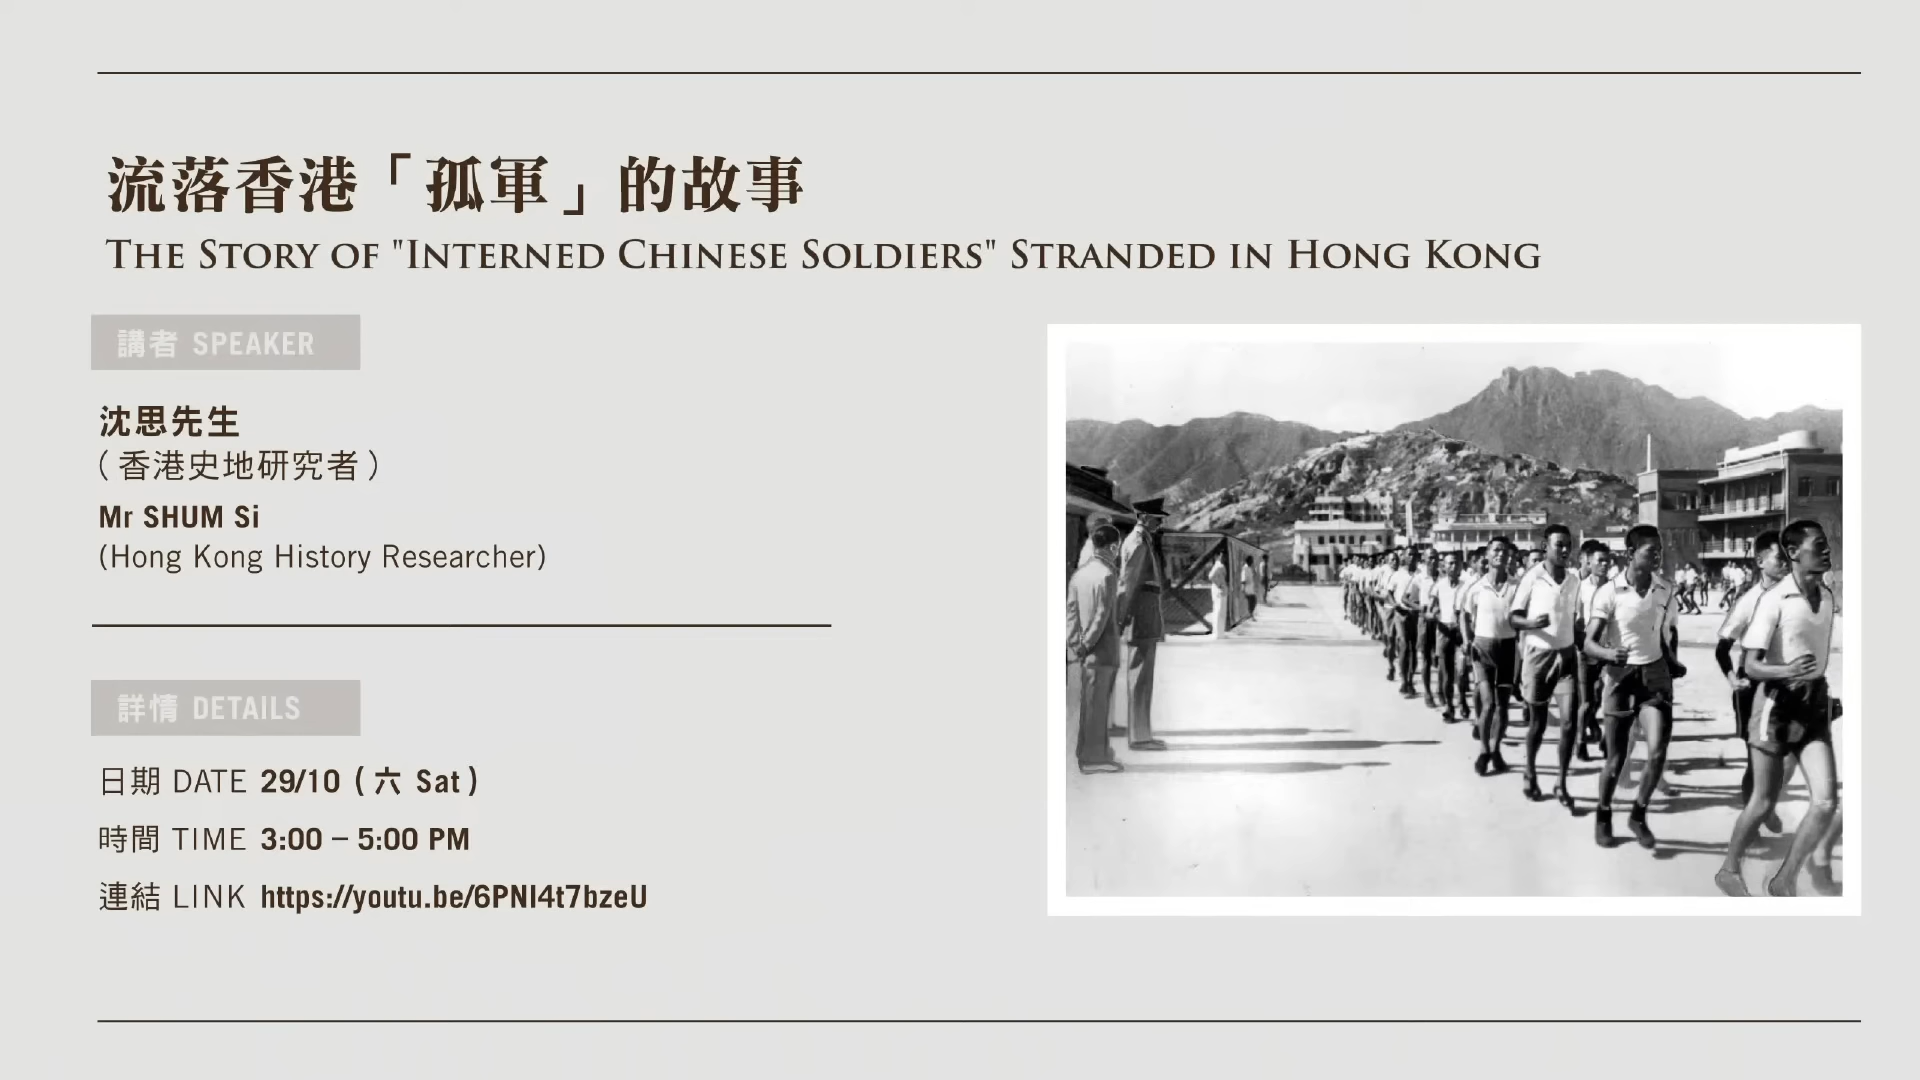 流落香港「孤軍」的故事
The Story of "Interned Chinese Soldiers" Stranded in Hong Kong
講者 SPEAKER
沈思先生
（香港史地研究者）
Mr SHUM Si
(Hong Kong History Researcher)
詳情 DETAILS
日期 DATE 29/10 (六 Sat)
時間 TIME 3:00 – 5:00 PM
連結 LINK https://youtu.be/6PNI4t7bzeU